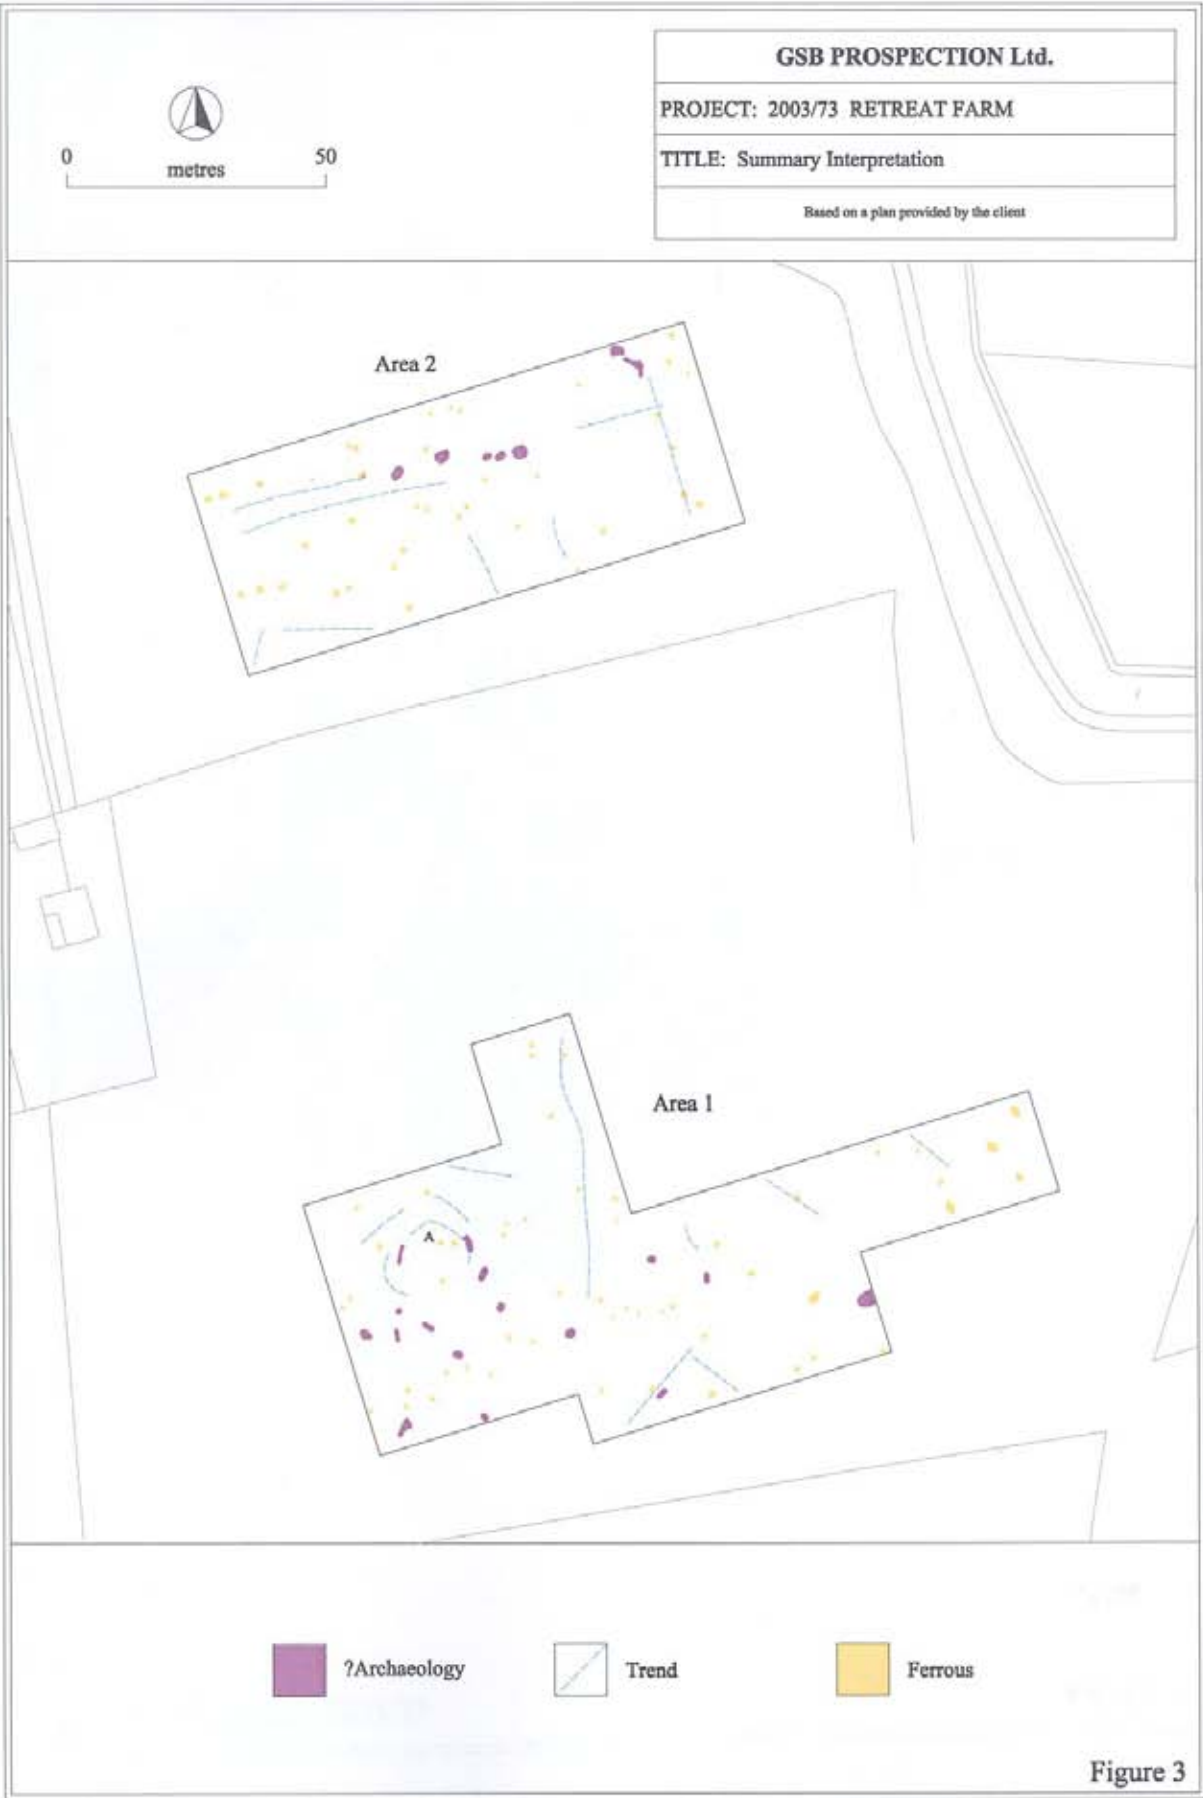 GSB PROSPECTION Ltd.
PROJECT: 2003/73 RETREAT FARM
TITLE: Summary Interpretation
Based on a plan provided by the client
0 50
metres
Area 2
Area 1
A
?Archaeology
Trend
Ferrous
Figure 3